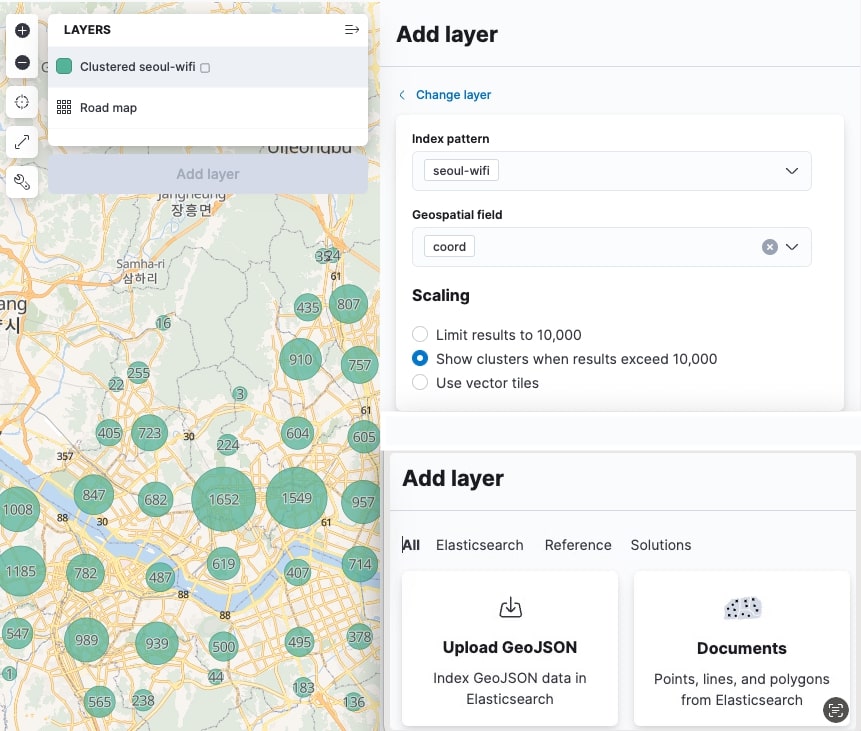 LAYERS
Clustered seoul-wifi
Road map
Add layer
Uijeongbu
Jangheung
장흥면
Samha-ri
삼하리
ang
시
324
61
435
807
16
910
757
255
22
3
61
405
723
30
224
604
605
357
847
682
1652
1549
957
1008
88
30
61
1185
782
487
619
407
714
88
88
547
989
939
500
495
378
1
44
183
565
238
136
Add layer
Change layer
Index pattern
seoul-wifi
Geospatial field
coord
Scaling
Limit results to 10,000
Show clusters when results exceed 10,000
Use vector tiles
Add layer
All Elasticsearch Reference Solutions
Upload GeoJSON
Index GeoJSON data in
Elasticsearch
Documents
Points, lines, and polygons
from Elasticsearch